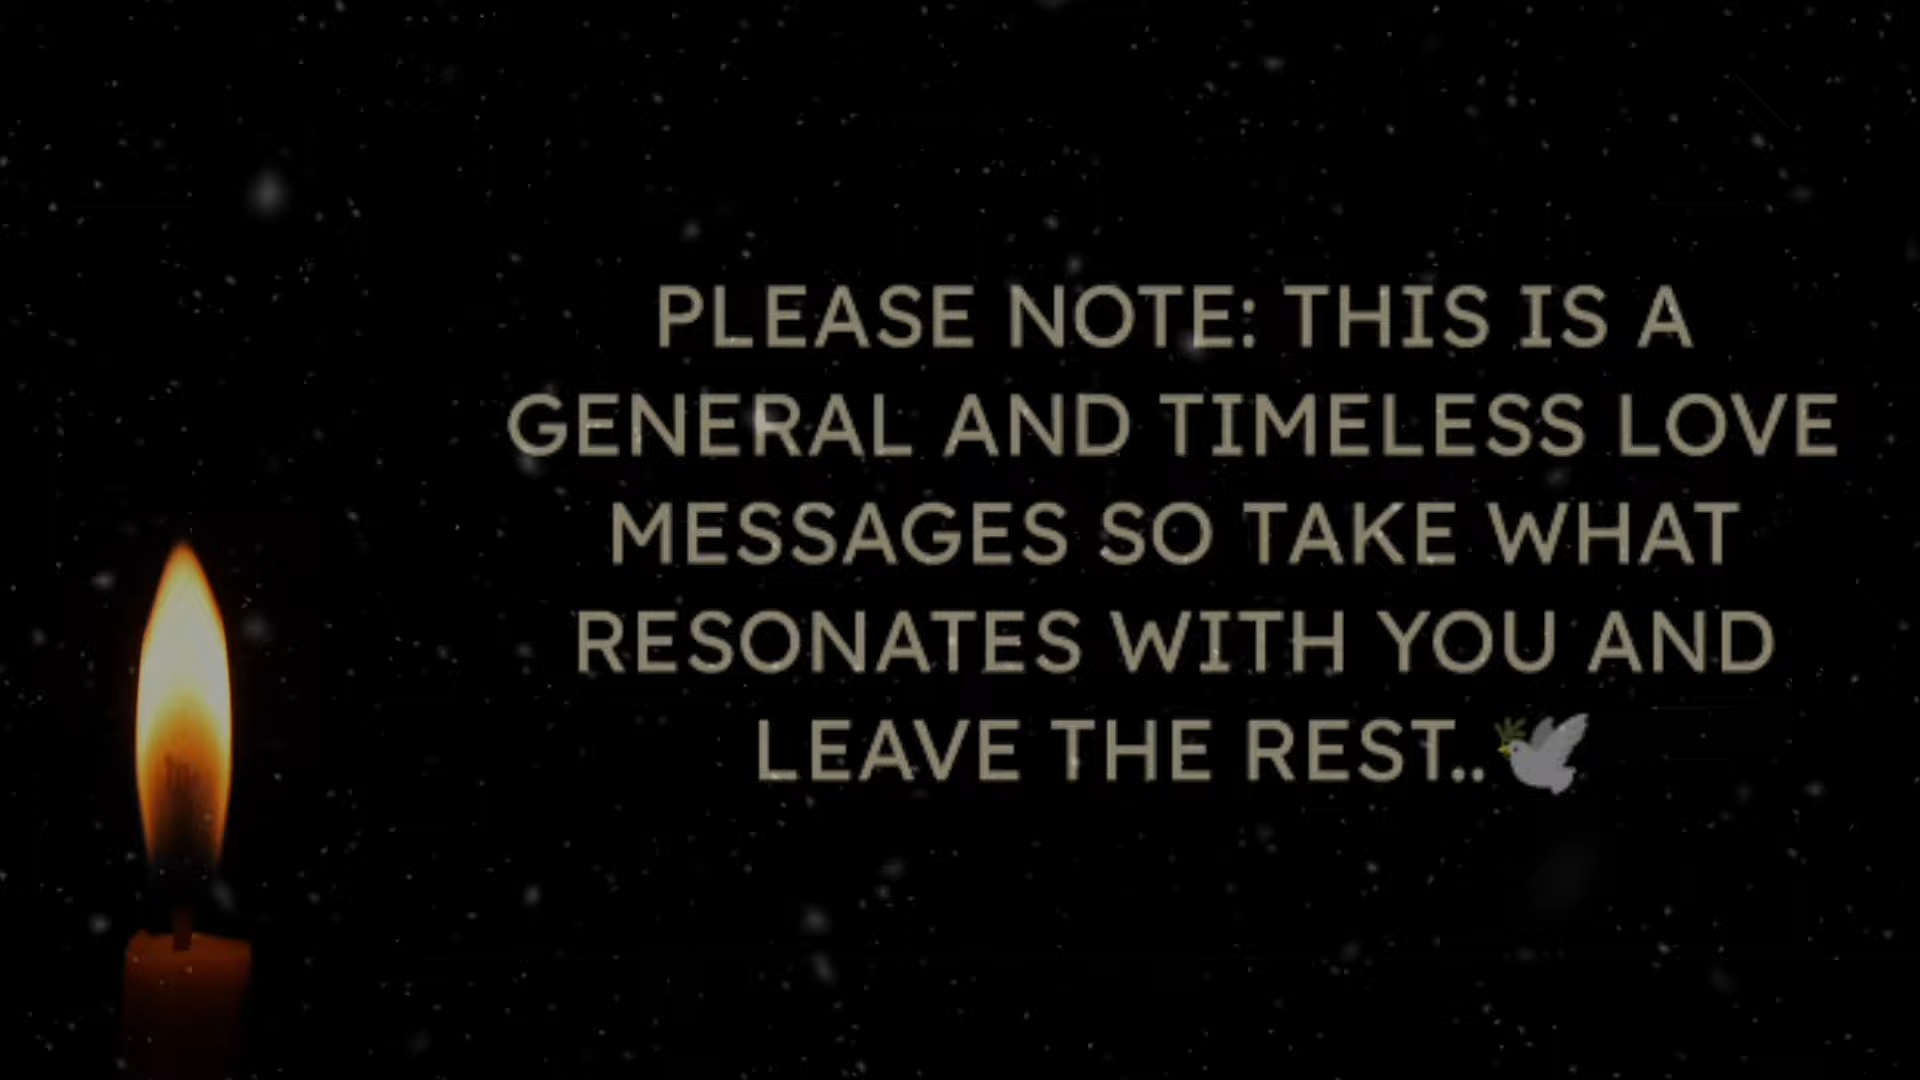 PLEASE NOTE: THIS IS A
GENERAL AND TIMELESS LOVE
MESSAGES SO TAKE WHAT
RESONATES WITH YOU AND
LEAVE THE REST..🕊️